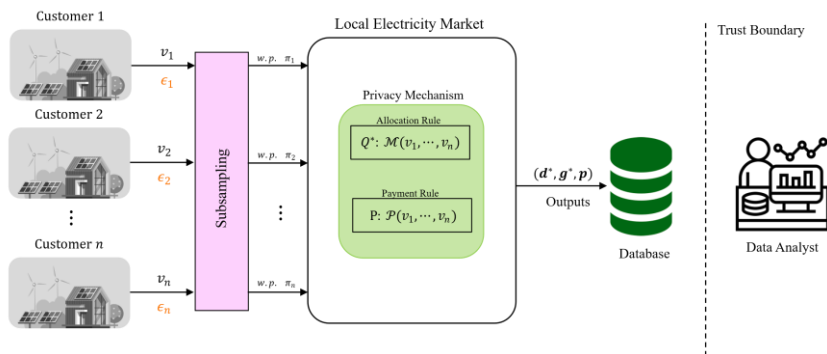 Customer 1
v₁
ϵ₁
Customer 2
v₂
ϵ₂
⋮
Customer n
vₙ
ϵₙ
Subsampling
w.p. π₁
w.p. π₂
⋮
w.p. πₙ
Local Electricity Market
Privacy Mechanism
Allocation Rule
Q*: ℳ(v₁, ⋯, vₙ)
Payment Rule
P: 𝒫(v₁, ⋯, vₙ)
(d*, g*, p)
Outputs
Database
Trust Boundary
Data Analyst